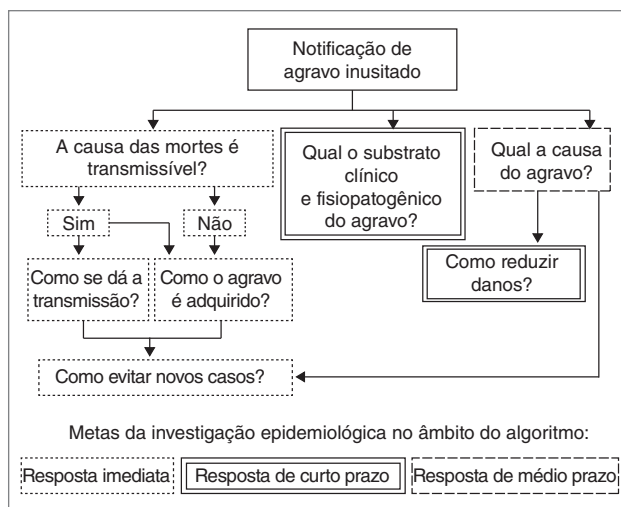 Notificação de
agravo inusitado
A causa das mortes é
transmissível?
Qual o substrato
clínico
e fisiopatogênico
do agravo?
Qual a causa
do agravo?
Sim
Não
Como se dá a
transmissão?
Como o agravo
é adquirido?
Como reduzir
danos?
Como evitar novos casos?
Metas da investigação epidemiológica no âmbito do algoritmo:
Resposta imediata
Resposta de curto prazo
Resposta de médio prazo